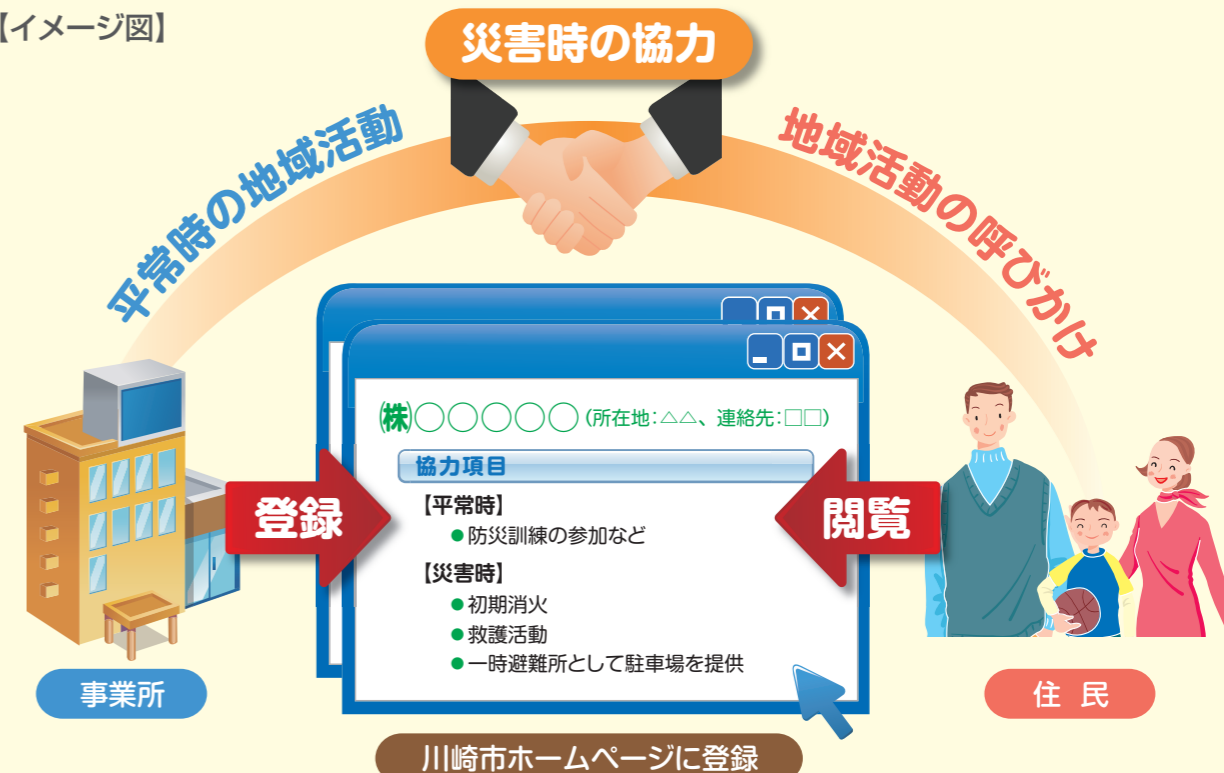 【イメージ図】
災害時の協力
平常時の地域活動
地域活動の呼びかけ
㈱○○○○○(所在地:△△、連絡先:□□)
協力項目
【平常時】
●防災訓練の参加など
【災害時】
●初期消火
●救護活動
●一時避難所として駐車場を提供
登録
閲覧
事業所
住 民
川崎市ホームページに登録